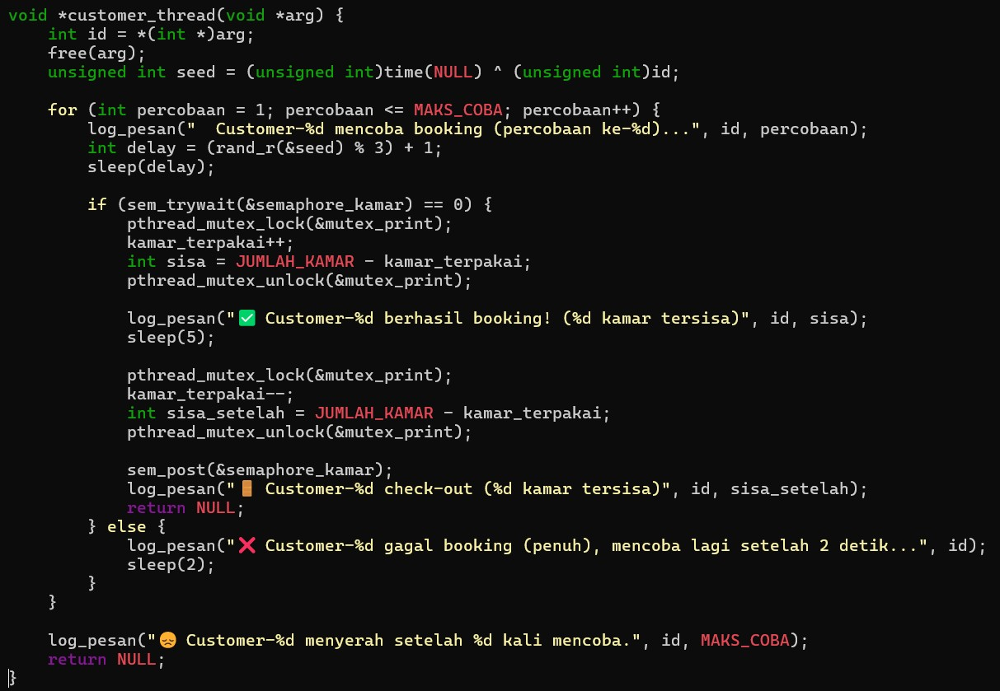 void *customer_thread(void *arg) {
    int id = *(int *)arg;
    free(arg);
    unsigned int seed = (unsigned int)time(NULL) ^ (unsigned int)id;

    for (int percobaan = 1; percobaan <= MAKS_COBA; percobaan++) {
        log_pesan("  Customer-%d mencoba booking (percobaan ke-%d)...", id, percobaan);
        int delay = (rand_r(&seed) % 3) + 1;
        sleep(delay);

        if (sem_trywait(&semaphore_kamar) == 0) {
            pthread_mutex_lock(&mutex_print);
            kamar_terpakai++;
            int sisa = JUMLAH_KAMAR - kamar_terpakai;
            pthread_mutex_unlock(&mutex_print);

            log_pesan("✅ Customer-%d berhasil booking! (%d kamar tersisa)", id, sisa);
            sleep(5);

            pthread_mutex_lock(&mutex_print);
            kamar_terpakai--;
            int sisa_setelah = JUMLAH_KAMAR - kamar_terpakai;
            pthread_mutex_unlock(&mutex_print);

            sem_post(&semaphore_kamar);
            log_pesan("🚪 Customer-%d check-out (%d kamar tersisa)", id, sisa_setelah);
            return NULL;
        } else {
            log_pesan("❌ Customer-%d gagal booking (penuh), mencoba lagi setelah 2 detik...", id);
            sleep(2);
        }
    }

    log_pesan("😔 Customer-%d menyerah setelah %d kali mencoba.", id, MAKS_COBA);
    return NULL;
}